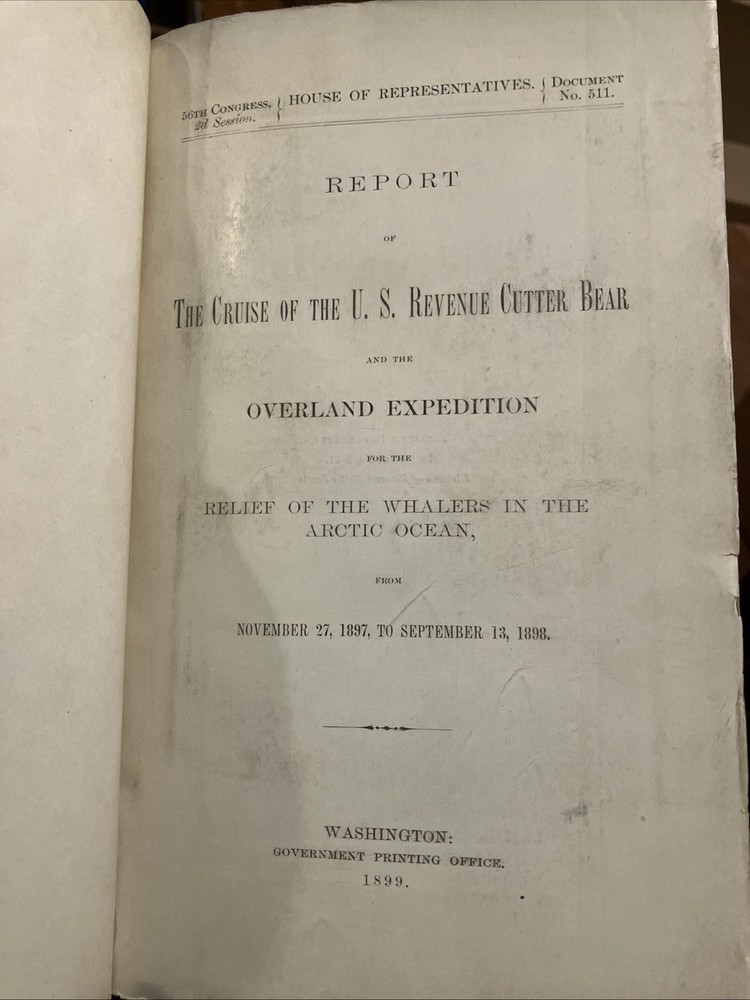 56TH CONGRESS, 2d Session. } HOUSE OF REPRESENTATIVES. { DOCUMENT No. 511.
REPORT
OF
THE CRUISE OF THE U. S. REVENUE CUTTER BEAR
AND THE
OVERLAND EXPEDITION
FOR THE
RELIEF OF THE WHALERS IN THE
ARCTIC OCEAN,
FROM
NOVEMBER 27, 1897, TO SEPTEMBER 13, 1898.
WASHINGTON:
GOVERNMENT PRINTING OFFICE.
1899.